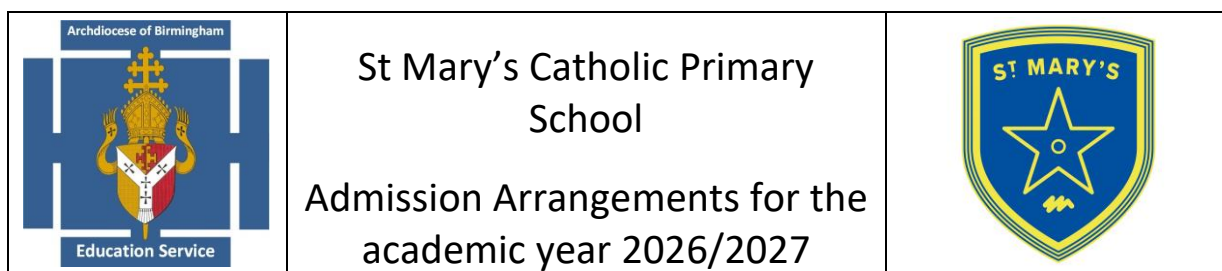 Archdiocese of Birmingham
Education Service
St Mary’s Catholic Primary
School
Admission Arrangements for the
academic year 2026/2027
ST MARY'S